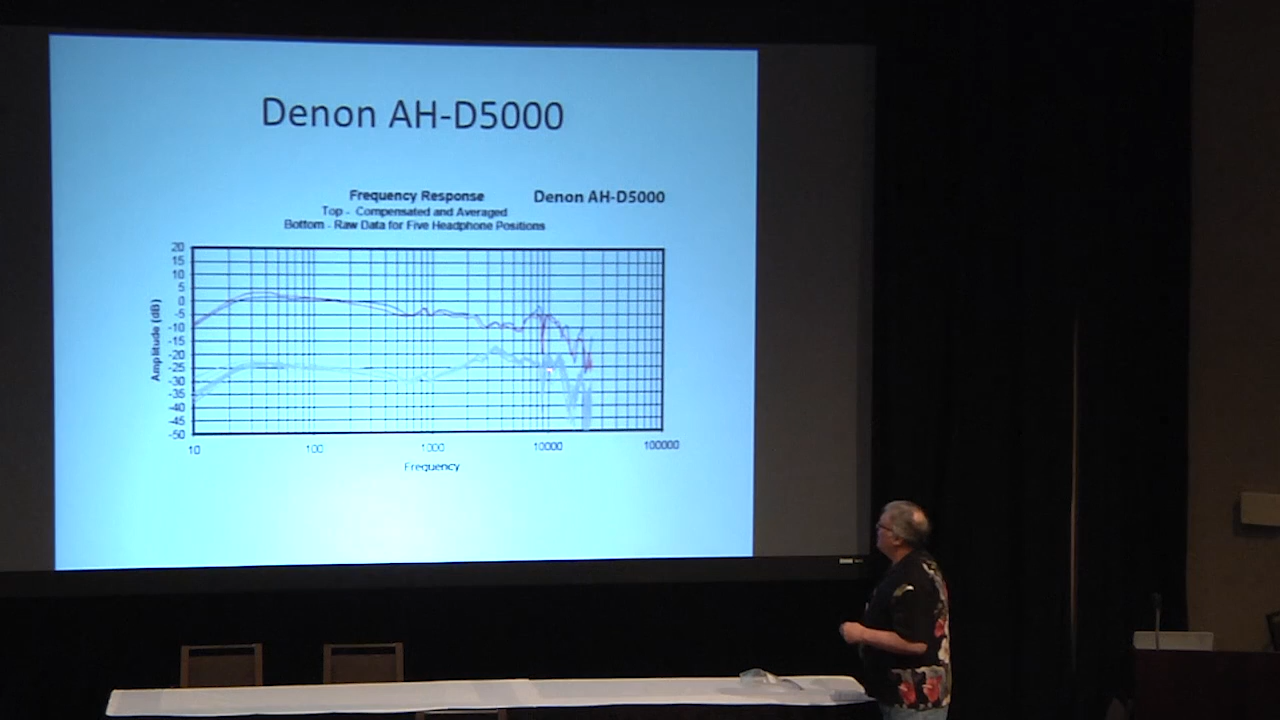 Denon AH-D5000
Frequency Response Denon AH-D5000
Top - Compensated and Averaged
Bottom - Raw Data for Five Headphone Positions
20
15
10
5
0
-5
-10
-15
-20
-25
-30
-35
-40
-45
-50
Amplitude (dB)
10 100 1000 10000 100000
Frequency